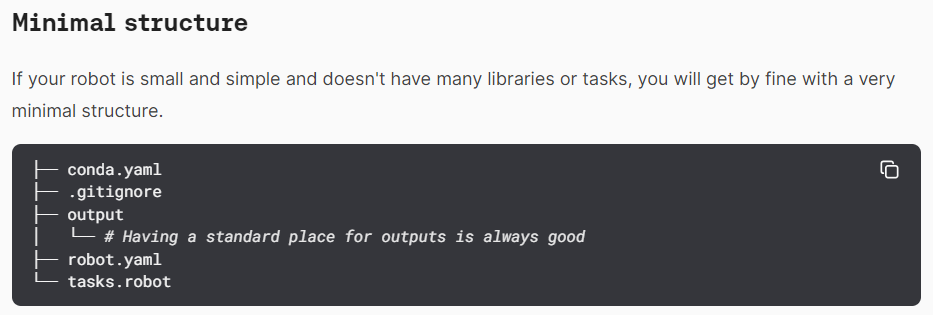 Minimal structure
If your robot is small and simple and doesn't have many libraries or tasks, you will get by fine with a very
minimal structure.
├── conda.yaml
├── .gitignore
├── output
│   └── # Having a standard place for outputs is always good
├── robot.yaml
└── tasks.robot